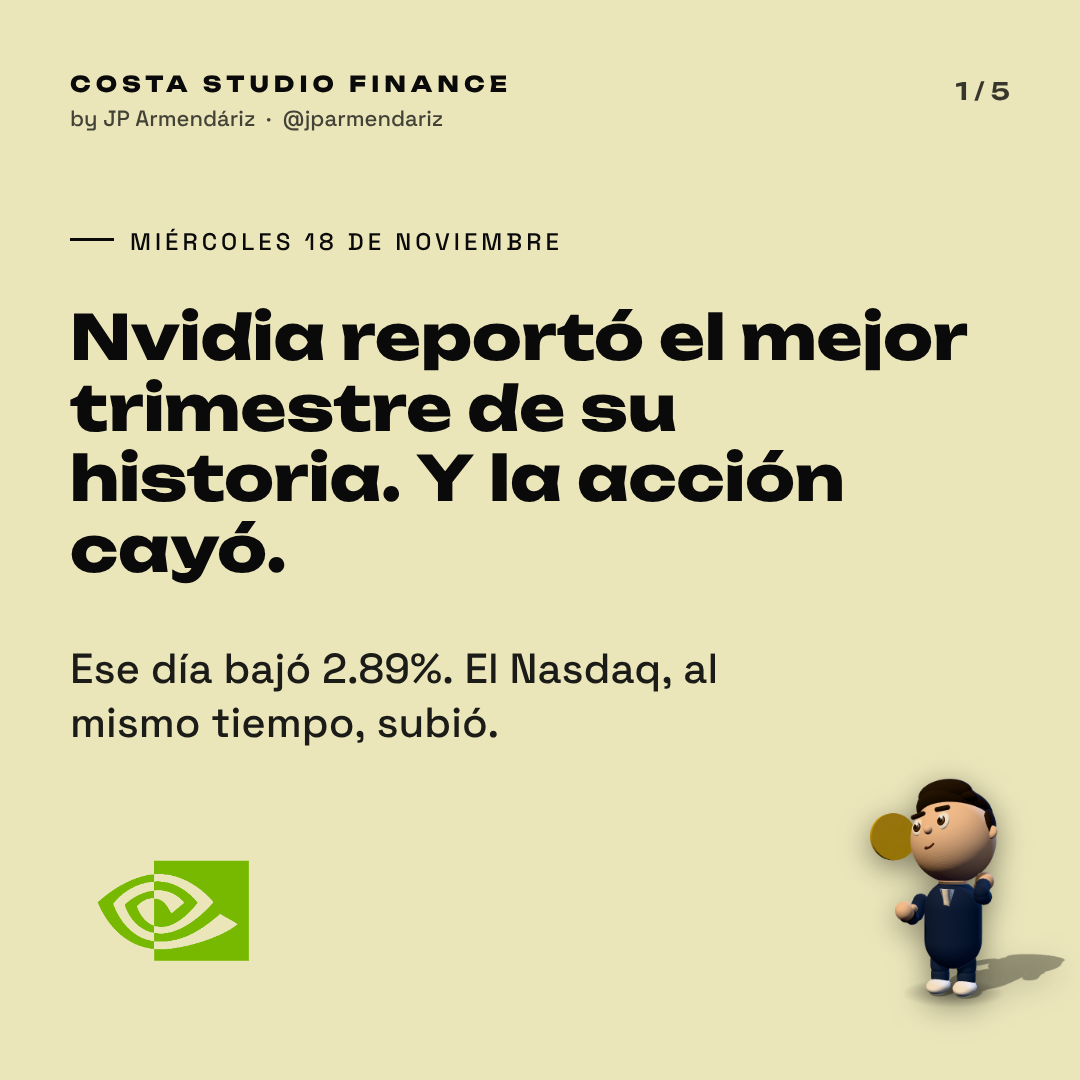 COSTA STUDIO FINANCE
by JP Armendáriz · @jparmendariz
1/5
MIÉRCOLES 18 DE NOVIEMBRE
Nvidia reportó el mejor
trimestre de su
historia. Y la acción
cayó.
Ese día bajó 2.89%. El Nasdaq, al
mismo tiempo, subió.